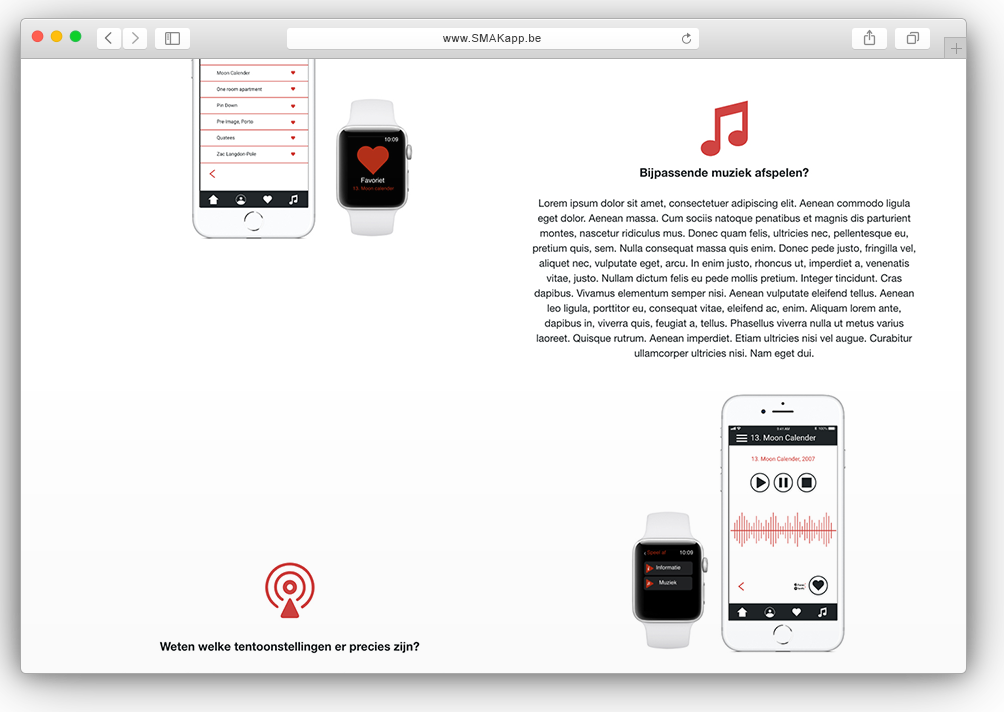 www.SMAKapp.be
Moon Calender
One room apartment
Pin Down
Pre-Image, Porto
Quatees
Zac Langdon-Pole
10:09
Favoriet
13. Moon calender
Bijpassende muziek afspelen?
Lorem ipsum dolor sit amet, consectetuer adipiscing elit. Aenean commodo ligula
eget dolor. Aenean massa. Cum sociis natoque penatibus et magnis dis parturient
montes, nascetur ridiculus mus. Donec quam felis, ultricies nec, pellentesque eu,
pretium quis, sem. Nulla consequat massa quis enim. Donec pede justo, fringilla vel,
aliquet nec, vulputate eget, arcu. In enim justo, rhoncus ut, imperdiet a, venenatis
vitae, justo. Nullam dictum felis eu pede mollis pretium. Integer tincidunt. Cras
dapibus. Vivamus elementum semper nisi. Aenean vulputate eleifend tellus. Aenean
leo ligula, porttitor eu, consequat vitae, eleifend ac, enim. Aliquam lorem ante,
dapibus in, viverra quis, feugiat a, tellus. Phasellus viverra nulla ut metus varius
laoreet. Quisque rutrum. Aenean imperdiet. Etiam ultricies nisi vel augue. Curabitur
ullamcorper ultricies nisi. Nam eget dui.
9:41 AM 100%
13. Moon Calender
13. Moon Calender, 2007
Speel af 10:09
Informatie
Muziek
Weten welke tentoonstellingen er precies zijn?